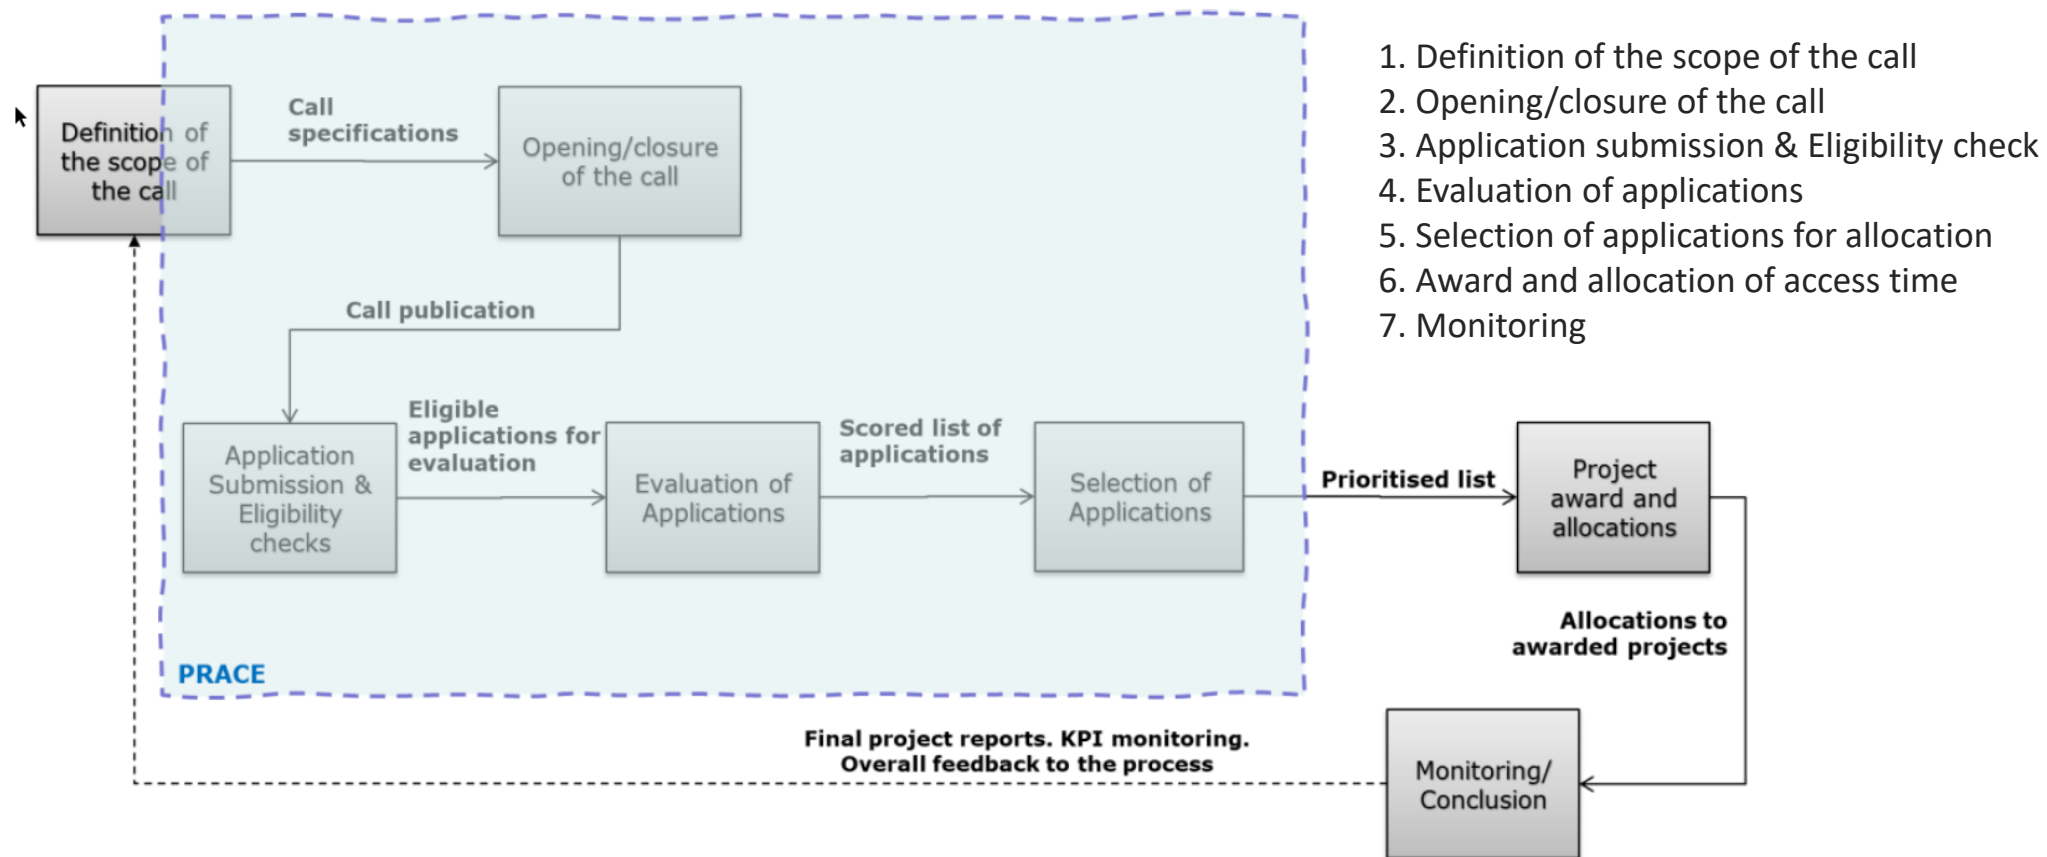 1. Definition of the scope of the call
2. Opening/closure of the call
3. Application submission & Eligibility check
4. Evaluation of applications
5. Selection of applications for allocation
6. Award and allocation of access time
7. Monitoring
Definition of
the scope of
the call
Call
specifications
Opening/closure
of the call
Call publication
Application
Submission &
Eligibility
checks
Eligible
applications for
evaluation
Evaluation of
Applications
Scored list of
applications
Selection of
Applications
Prioritised list
Project
award and
allocations
Allocations to
awarded projects
PRACE
Final project reports. KPI monitoring.
Overall feedback to the process
Monitoring/
Conclusion